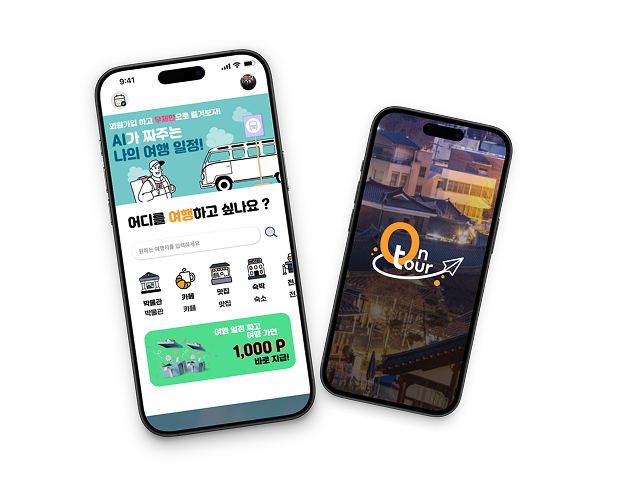 9:41
회원가입 하고 무제한으로 즐겨보자!
AI가 짜주는
나의 여행 일정!
어디를 여행하고 싶나요 ?
원하는 여행지를 입력하세요
박물관
박물관
카페
카페
맛집
맛집
숙박
숙소
전
전
여행 일정 짜고
여행 가면
1,000 P
바로 지급!
On
tour